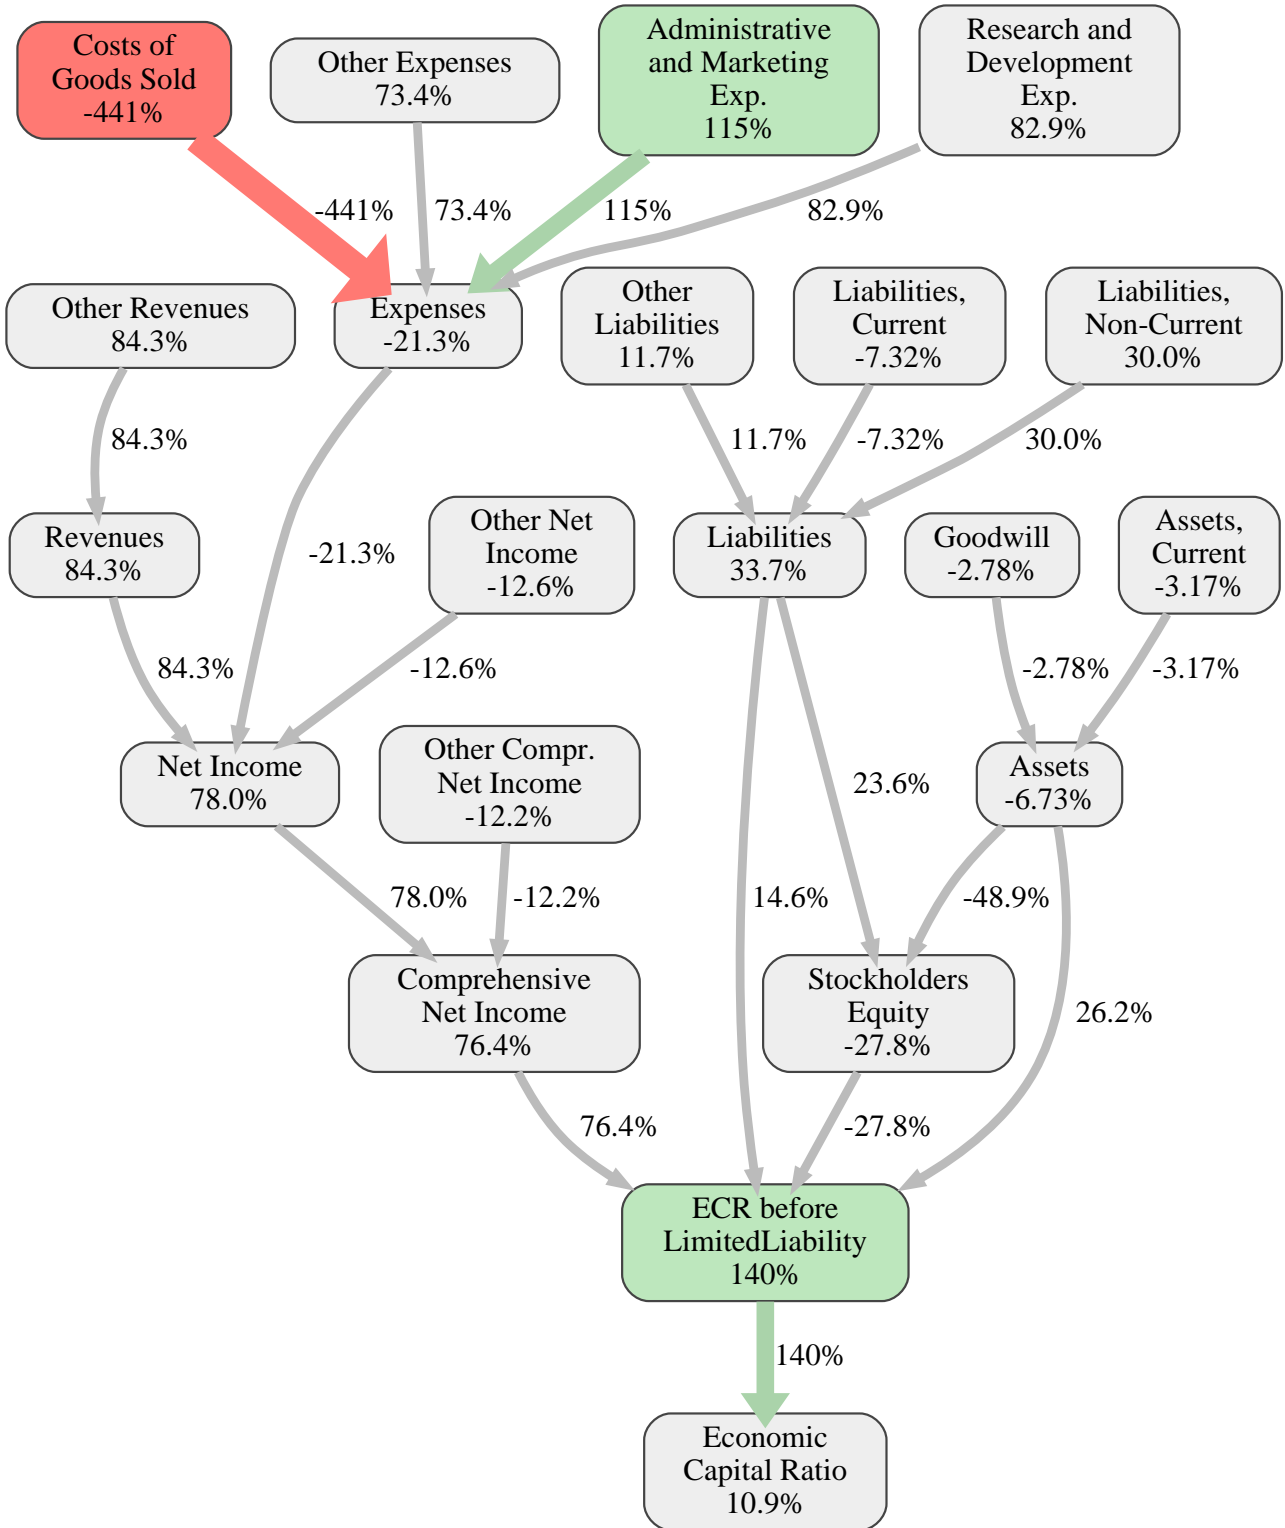 Costs of
Goods Sold
-441%
Other Expenses
73.4%
Administrative
and Marketing
Exp.
115%
Research and
Development
Exp.
82.9%
-441%
73.4%
115%
82.9%
Other Revenues
84.3%
Expenses
-21.3%
Other
Liabilities
11.7%
Liabilities,
Current
-7.32%
Liabilities,
Non-Current
30.0%
84.3%
11.7%
-7.32%
30.0%
Revenues
84.3%
-21.3%
Other Net
Income
-12.6%
Liabilities
33.7%
Goodwill
-2.78%
Assets,
Current
-3.17%
84.3%
-12.6%
-2.78%
-3.17%
Net Income
78.0%
Other Compr.
Net Income
-12.2%
23.6%
Assets
-6.73%
78.0%
-12.2%
14.6%
-48.9%
Comprehensive
Net Income
76.4%
Stockholders
Equity
-27.8%
26.2%
76.4%
-27.8%
ECR before
LimitedLiability
140%
140%
Economic
Capital Ratio
10.9%